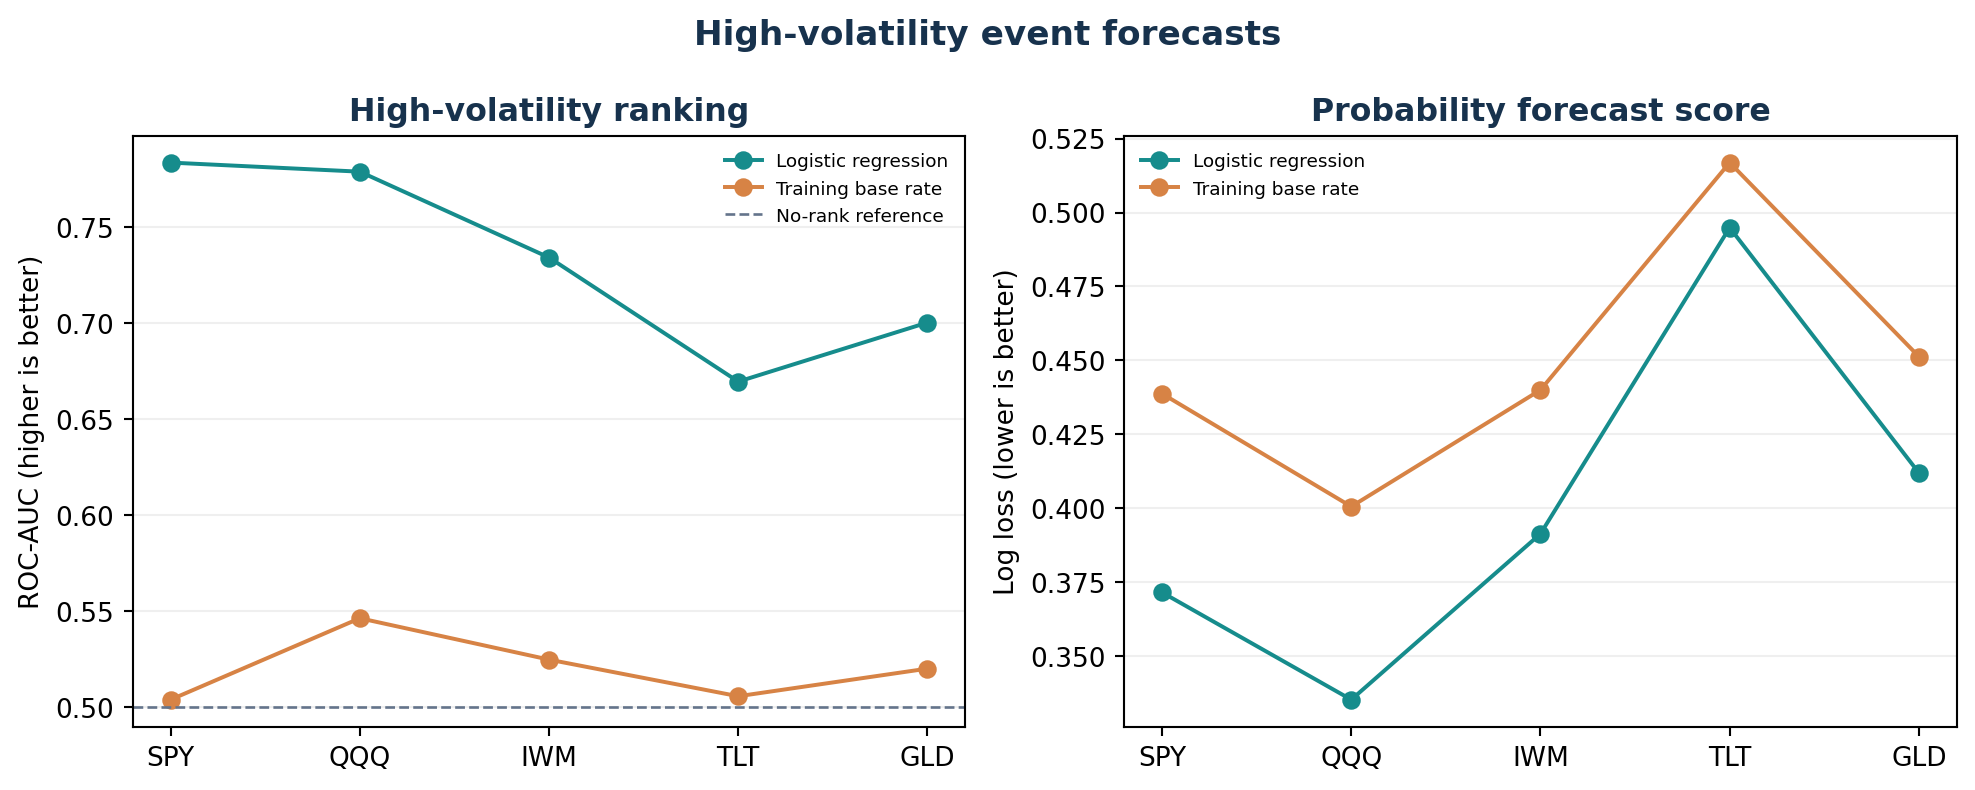 High-volatility event forecasts
High-volatility ranking
ROC-AUC (higher is better)
0.75
0.70
0.65
0.60
0.55
0.50
Logistic regression
Training base rate
No-rank reference
SPY
QQQ
IWM
TLT
GLD
Probability forecast score
Log loss (lower is better)
0.525
0.500
0.475
0.450
0.425
0.400
0.375
0.350
Logistic regression
Training base rate
SPY
QQQ
IWM
TLT
GLD